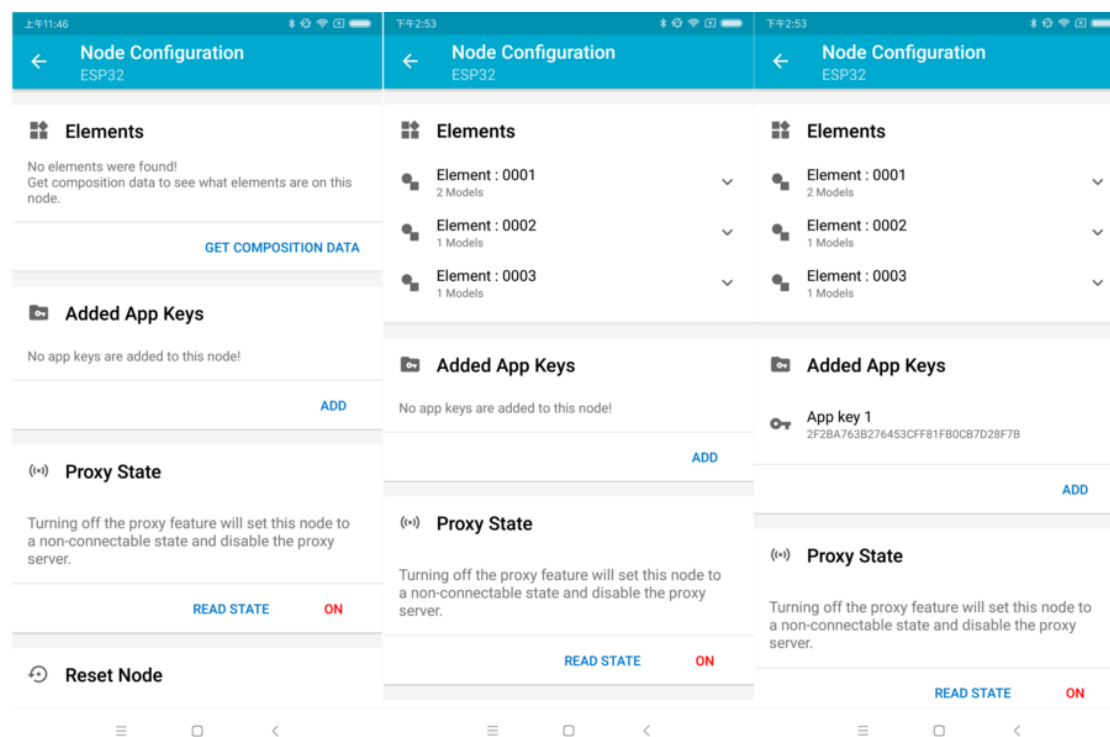 上午11:46
Node Configuration
ESP32
Elements
No elements were found!
Get composition data to see what elements are on this
node.
GET COMPOSITION DATA
Added App Keys
No app keys are added to this node!
ADD
Proxy State
Turning off the proxy feature will set this node to
a non-connectable state and disable the proxy
server.
READ STATE ON
Reset Node
下午2:53
Node Configuration
ESP32
Elements
Element : 0001
2 Models
Element : 0002
1 Models
Element : 0003
1 Models
Added App Keys
No app keys are added to this node!
ADD
Proxy State
Turning off the proxy feature will set this node to
a non-connectable state and disable the proxy
server.
READ STATE ON
下午2:53
Node Configuration
ESP32
Elements
Element : 0001
2 Models
Element : 0002
1 Models
Element : 0003
1 Models
Added App Keys
App key 1
2F2BA763B276453CFF81FB0CB7D28F7B
ADD
Proxy State
Turning off the proxy feature will set this node to
a non-connectable state and disable the proxy
server.
READ STATE ON